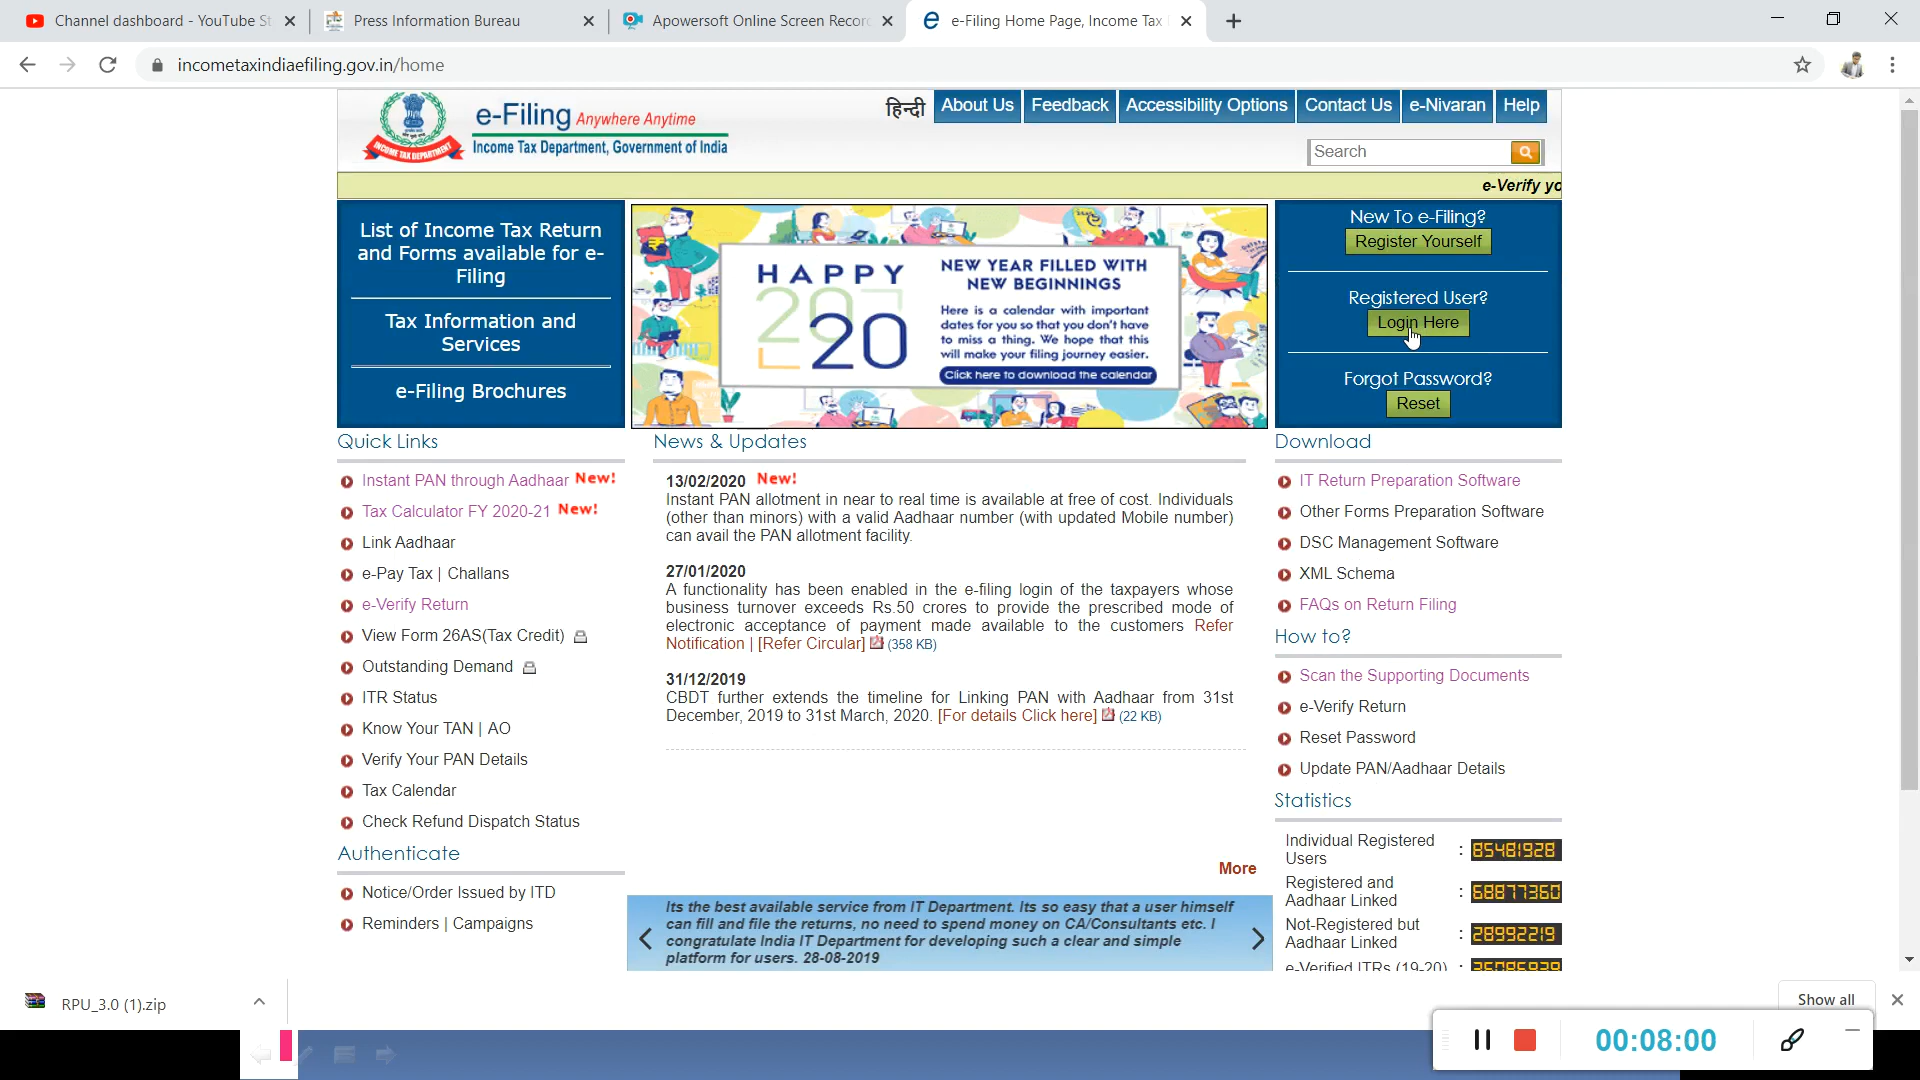 Channel dashboard - YouTube St
Press Information Bureau
Apowersoft Online Screen Record
e-Filing Home Page, Income Tax
incometaxindiaefiling.gov.in/home
e-Filing Anywhere Anytime
Income Tax Department, Government of India
INCOME TAX DEPARTMENT
हिन्दी
About Us
Feedback
Accessibility Options
Contact Us
e-Nivaran
Help
Search
e-Verify yo
List of Income Tax Return
and Forms available for e-
Filing
Tax Information and
Services
e-Filing Brochures
HAPPY
2020
NEW YEAR FILLED WITH
NEW BEGINNINGS
Here is a calendar with important
dates for you so that you don't have
to miss a thing. We hope that this
will make your filing journey easier.
Click here to download the calendar
New To e-Filing?
Register Yourself
Registered User?
Login Here
Forgot Password?
Reset
Quick Links
Instant PAN through Aadhaar New!
Tax Calculator FY 2020-21 New!
Link Aadhaar
e-Pay Tax | Challans
e-Verify Return
View Form 26AS(Tax Credit)
Outstanding Demand
ITR Status
Know Your TAN | AO
Verify Your PAN Details
Tax Calendar
Check Refund Dispatch Status
Authenticate
Notice/Order Issued by ITD
Reminders | Campaigns
News & Updates
13/02/2020 New!
Instant PAN allotment in near to real time is available at free of cost. Individuals
(other than minors) with a valid Aadhaar number (with updated Mobile number)
can avail the PAN allotment facility.
27/01/2020
A functionality has been enabled in the e-filing login of the taxpayers whose
business turnover exceeds Rs.50 crores to provide the prescribed mode of
electronic acceptance of payment made available to the customers Refer
Notification | [Refer Circular] (358 KB)
31/12/2019
CBDT further extends the timeline for Linking PAN with Aadhaar from 31st
December, 2019 to 31st March, 2020. [For details Click here] (22 KB)
More
Its the best available service from IT Department. Its so easy that a user himself
can fill and file the returns, no need to spend money on CA/Consultants etc. I
congratulate India IT Department for developing such a clear and simple
platform for users. 28-08-2019
Download
IT Return Preparation Software
Other Forms Preparation Software
DSC Management Software
XML Schema
FAQs on Return Filing
How to?
Scan the Supporting Documents
e-Verify Return
Reset Password
Update PAN/Aadhaar Details
Statistics
Individual Registered
Users : 85481928
Registered and
Aadhaar Linked : 68877360
Not-Registered but
Aadhaar Linked : 28992219
e-Verified ITRs (19-20) :
RPU_3.0 (1).zip
Show all
00:08:00